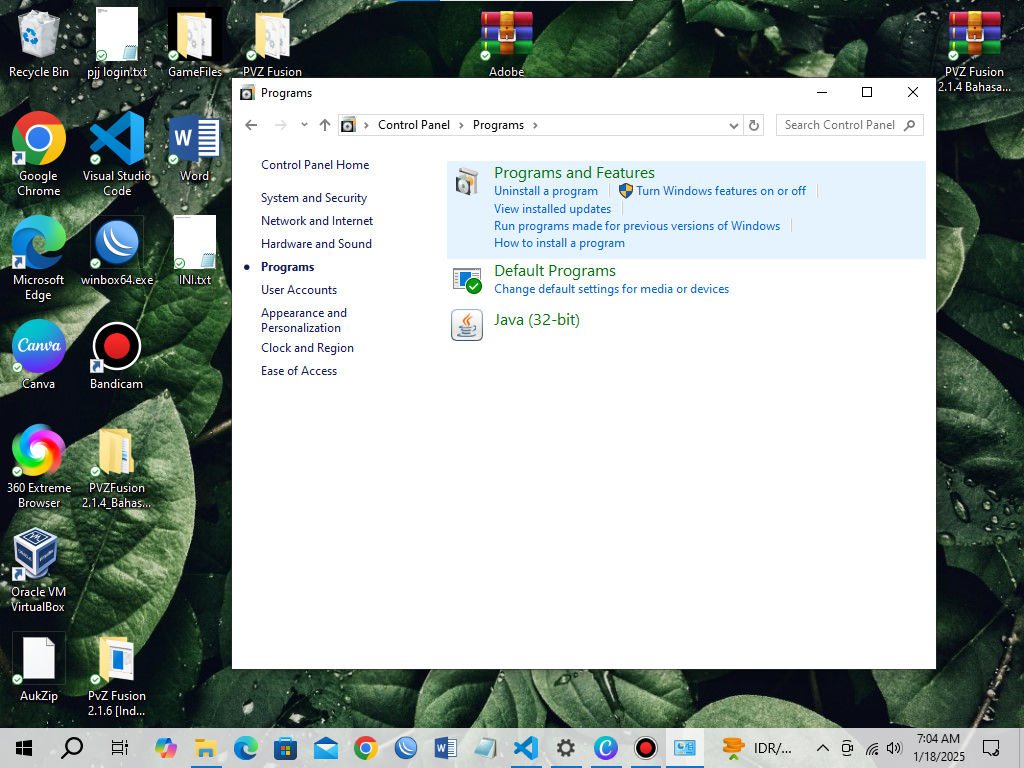 Recycle Bin
pjj login.txt
GameFiles
PVZ Fusion
Adobe
PVZ Fusion
2.1.4 Bahasa...
Programs
Control Panel
Programs
Search Control Panel
Google
Chrome
Visual Studio
Code
Word
Control Panel Home
System and Security
Network and Internet
Hardware and Sound
Programs
User Accounts
Appearance and
Personalization
Clock and Region
Ease of Access
Programs and Features
Uninstall a program
Turn Windows features on or off
View installed updates
Run programs made for previous versions of Windows
How to install a program
Default Programs
Change default settings for media or devices
Java (32-bit)
Microsoft
Edge
winbox64.exe
INI.txt
Canva
Canva
Bandicam
360 Extreme
Browser
PVZFusion
2.1.4_Bahas...
Oracle VM
VirtualBox
AukZip
PvZ Fusion
2.1.6 [Ind...
IDR/...
7:04 AM
1/18/2025